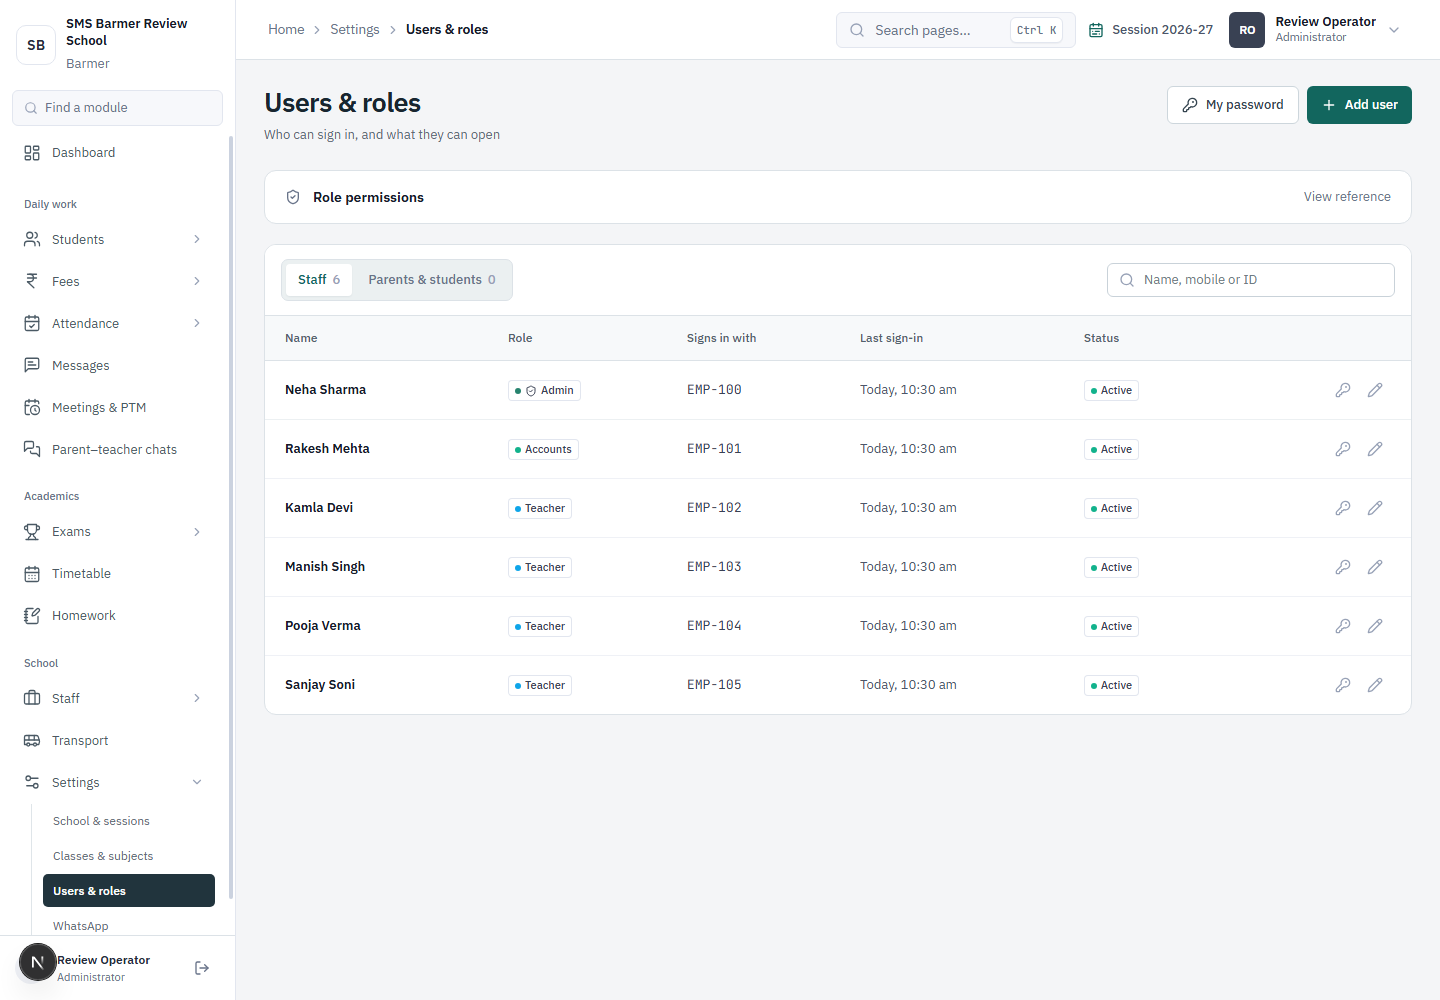 SB
SMS Barmer Review School
Barmer
Find a module
Dashboard
Daily work
Students
Fees
Attendance
Messages
Meetings & PTM
Parent–teacher chats
Academics
Exams
Timetable
Homework
School
Staff
Transport
Settings
School & sessions
Classes & subjects
Users & roles
WhatsApp
N
Review Operator
Administrator
Home > Settings > Users & roles
Search pages... Ctrl K
Session 2026-27
RO
Review Operator
Administrator
Users & roles
Who can sign in, and what they can open
My password
Add user
Role permissions
View reference
Staff 6
Parents & students 0
Name, mobile or ID
Name Role Signs in with Last sign-in Status
Neha Sharma Admin EMP-100 Today, 10:30 am Active
Rakesh Mehta Accounts EMP-101 Today, 10:30 am Active
Kamla Devi Teacher EMP-102 Today, 10:30 am Active
Manish Singh Teacher EMP-103 Today, 10:30 am Active
Pooja Verma Teacher EMP-104 Today, 10:30 am Active
Sanjay Soni Teacher EMP-105 Today, 10:30 am Active